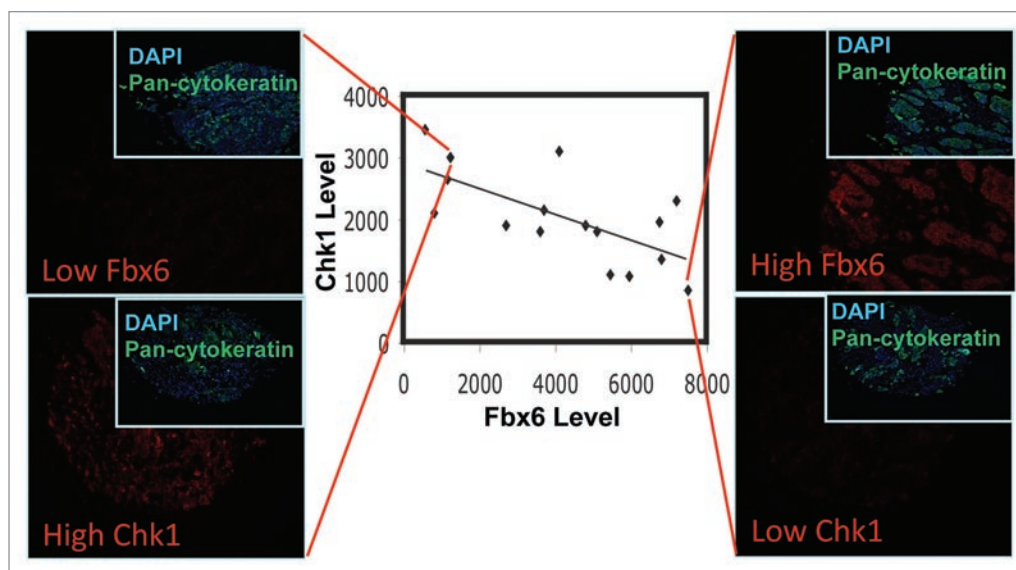 DAPI
Pan-cytokeratin
Low Fbx6
DAPI
Pan-cytokeratin
High Chk1
Chk1 Level
4000
3000
2000
1000
0
0 2000 4000 6000 8000
Fbx6 Level
DAPI
Pan-cytokeratin
High Fbx6
DAPI
Pan-cytokeratin
Low Chk1